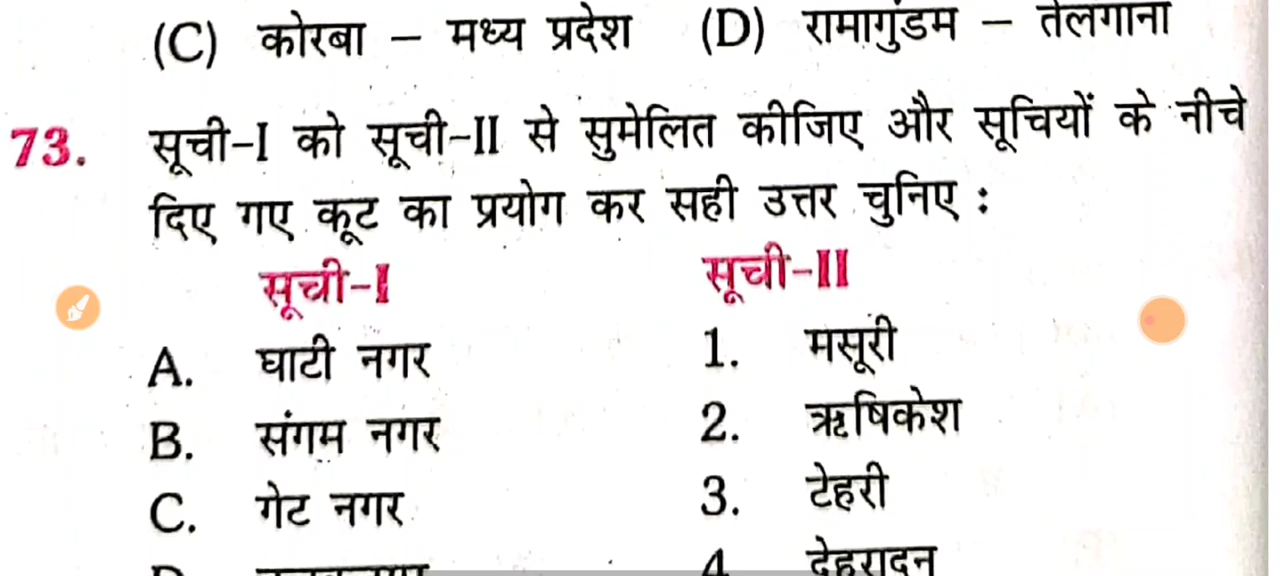 (C) कोरबा – मध्य प्रदेश (D) रामागुंडम – तेलंगाना
73. सूची-I को सूची-II से सुमेलित कीजिए और सूचियों के नीचे
दिए गए कूट का प्रयोग कर सही उत्तर चुनिए :
सूची-I सूची-II
A. घाटी नगर 1. मसूरी
B. संगम नगर 2. ऋषिकेश
C. गेट नगर 3. टेहरी
4. देहरादून